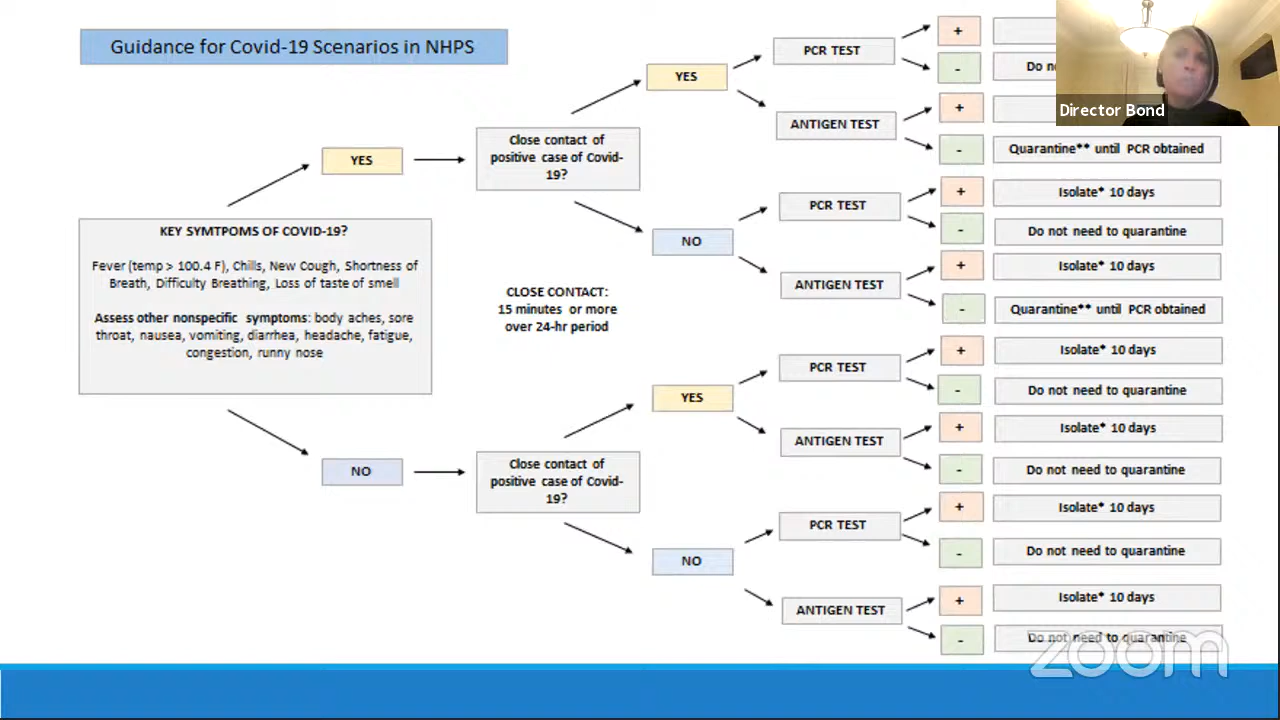 Guidance for Covid-19 Scenarios in NHPS
KEY SYMTPOMS OF COVID-19?
Fever (temp > 100.4 F), Chills, New Cough, Shortness of
Breath, Difficulty Breathing, Loss of taste of smell
Assess other nonspecific symptoms: body aches, sore
throat, nausea, vomiting, diarrhea, headache, fatigue,
congestion, runny nose
YES
NO
Close contact of
positive case of Covid-
19?
CLOSE CONTACT:
15 minutes or more
over 24-hr period
Close contact of
positive case of Covid-
19?
YES
NO
YES
NO
PCR TEST
+
-
Do
ANTIGEN TEST
+
-
Quarantine** until PCR obtained
PCR TEST
+
Isolate* 10 days
-
Do not need to quarantine
ANTIGEN TEST
+
Isolate* 10 days
-
Quarantine** until PCR obtained
PCR TEST
+
Isolate* 10 days
-
Do not need to quarantine
ANTIGEN TEST
+
Isolate* 10 days
-
Do not need to quarantine
PCR TEST
+
Isolate* 10 days
-
Do not need to quarantine
ANTIGEN TEST
+
Isolate* 10 days
-
Do not need to quarantine
Director Bond
zoom